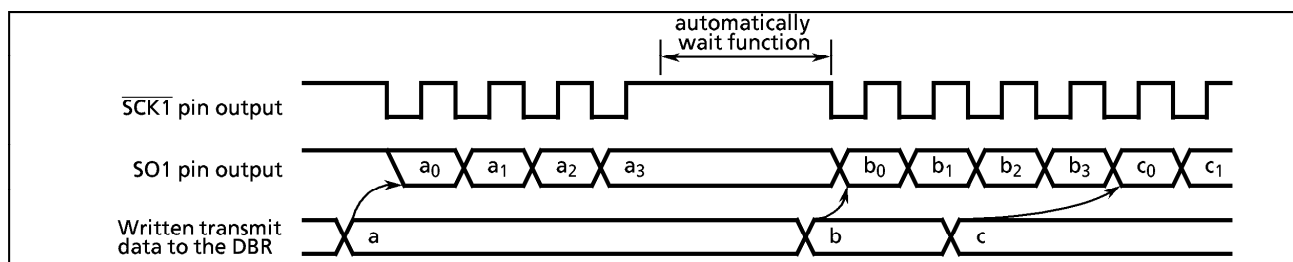 automatically
wait function
S̅C̅K̅1̅ pin output
SO1 pin output
a0 a1 a2 a3 b0 b1 b2 b3 c0 c1
Written transmit
data to the DBR
a b c